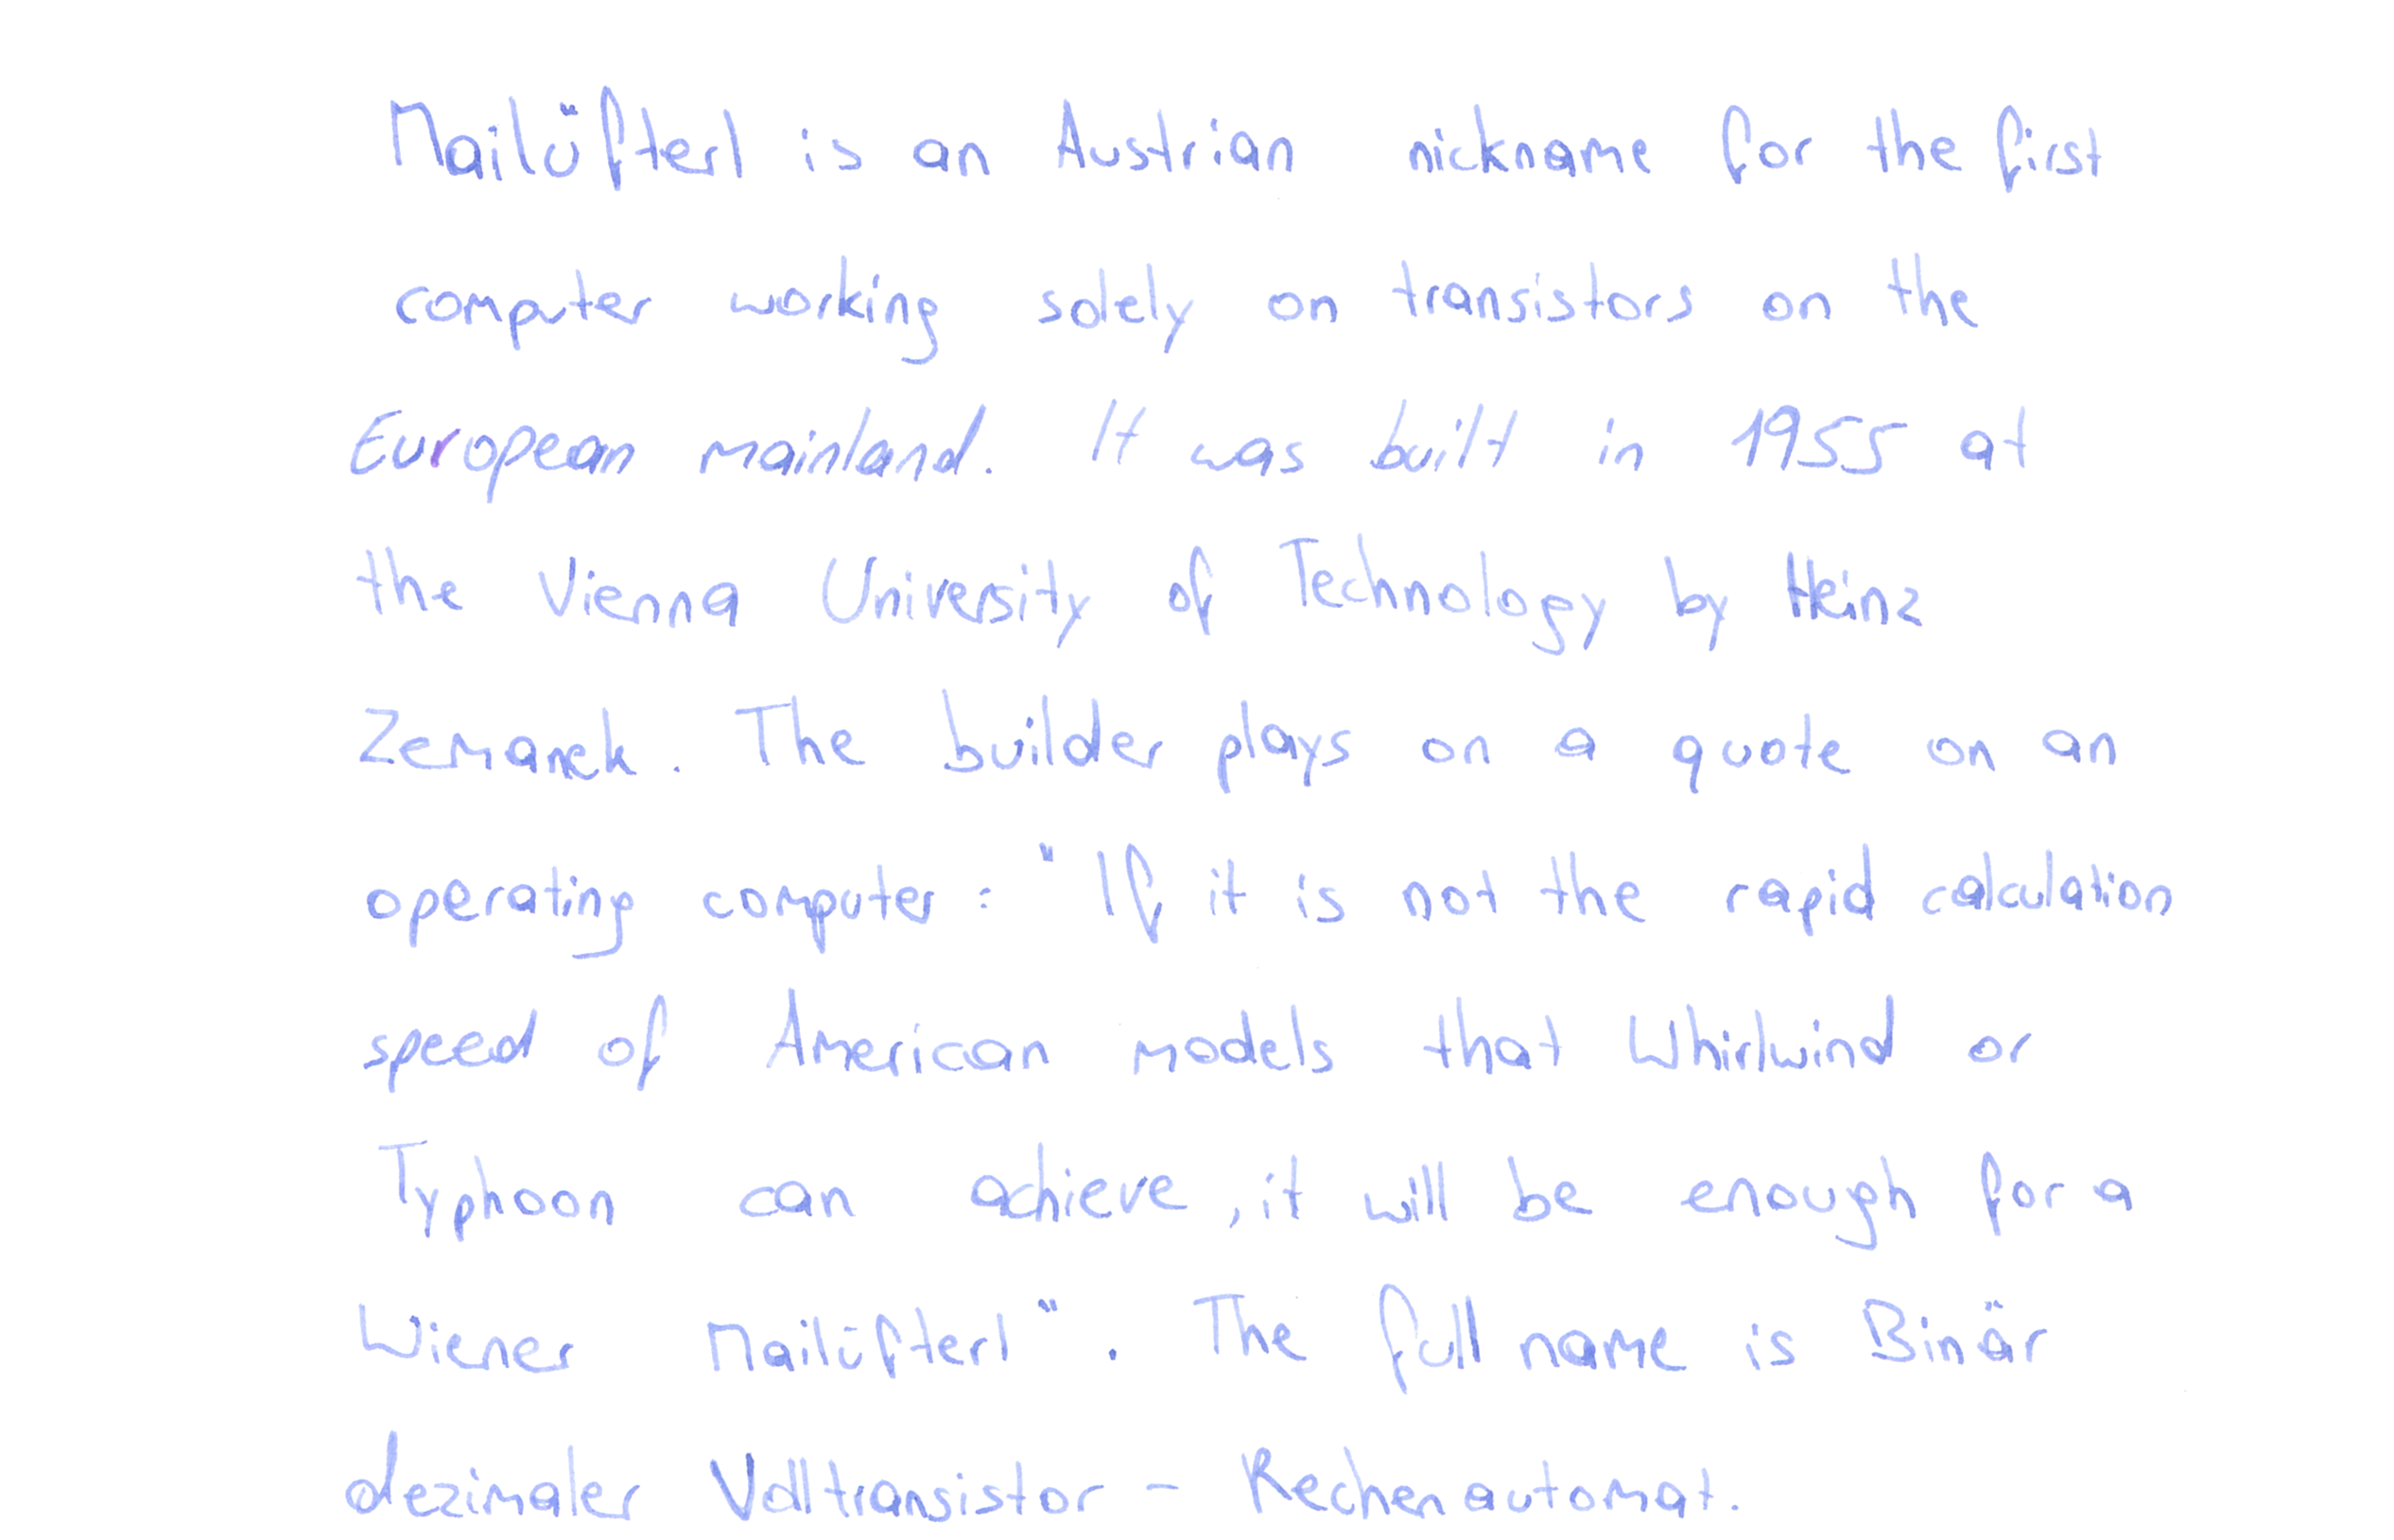 Mailüfterl is an Austrian nickname for the first
computer working solely on transistors on the
European mainland. It was built in 1955 at
the Vienna University of Technology by Heinz
Zemanek. The builder plays on a quote on an
operating computer: "If it is not the rapid calculation
speed of American models that Whirlwind or
Typhoon can achieve, it will be enough for a
Wiener Mailüfterl". The full name is Binär
dezimaler Volltransistor - Rechenautomat.